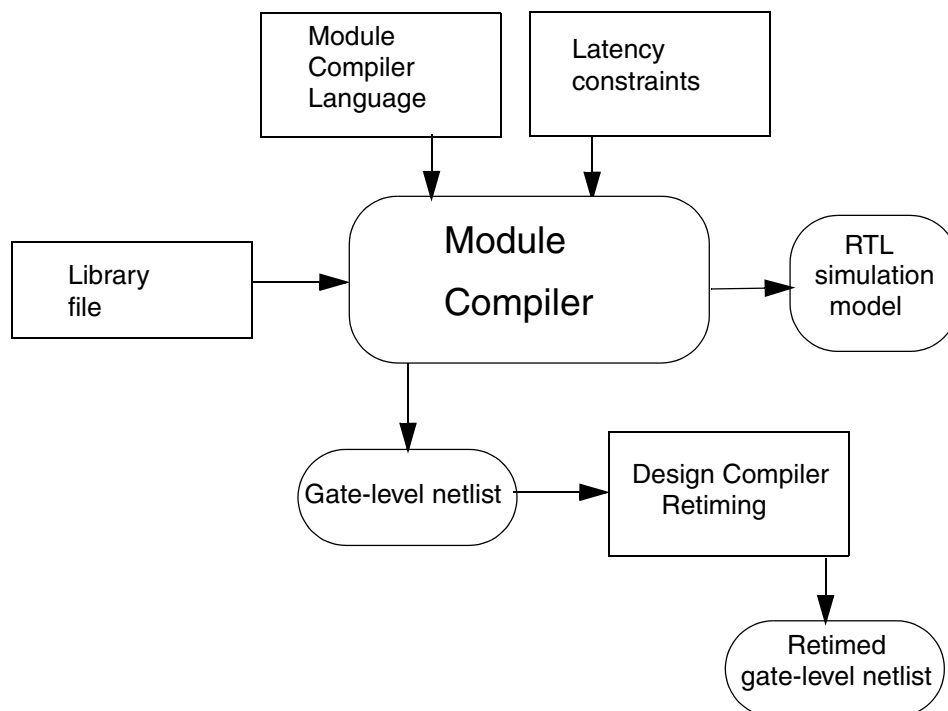 Module
Compiler
Language
Latency
constraints
Library
file
Module
Compiler
RTL
simulation
model
Gate-level netlist
Design Compiler
Retiming
Retimed
gate-level netlist